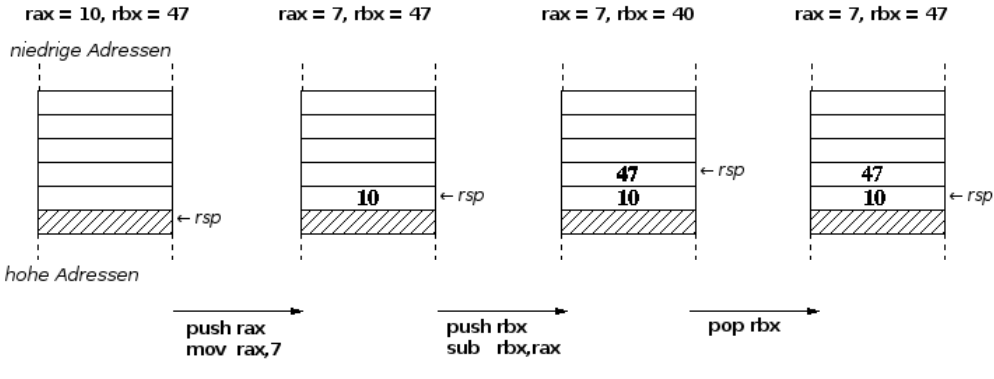 rax = 10, rbx = 47
rax = 7, rbx = 47
rax = 7, rbx = 40
rax = 7, rbx = 47
niedrige Adressen
47
← rsp
47
10
← rsp
10
10
← rsp
← rsp
hohe Adressen
push rax
mov rax,7
push rbx
sub rbx,rax
pop rbx